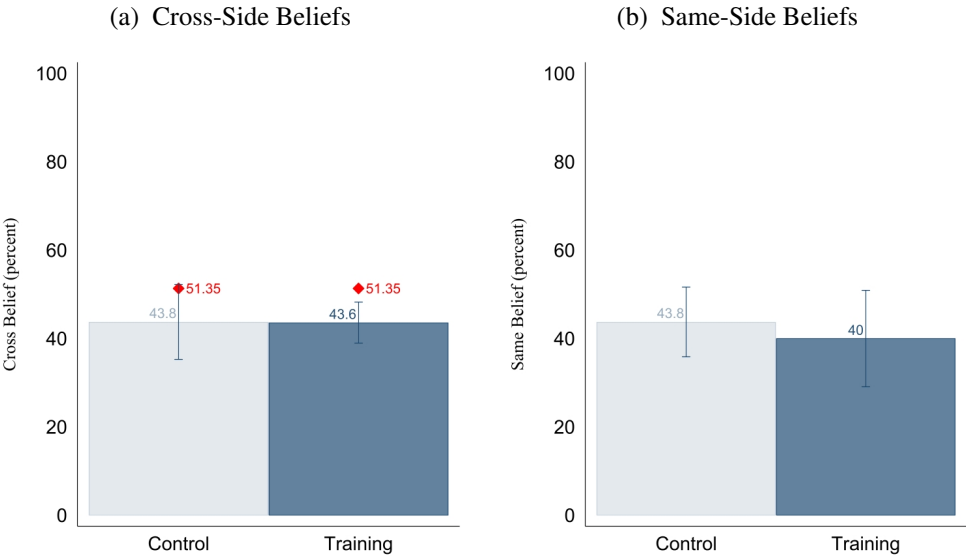 (a) Cross-Side Beliefs
Cross Belief (percent)
100
80
60
40
20
0
51.35
51.35
43.8
43.6
Control
Training
(b) Same-Side Beliefs
Same Belief (percent)
100
80
60
40
20
0
43.8
40
Control
Training